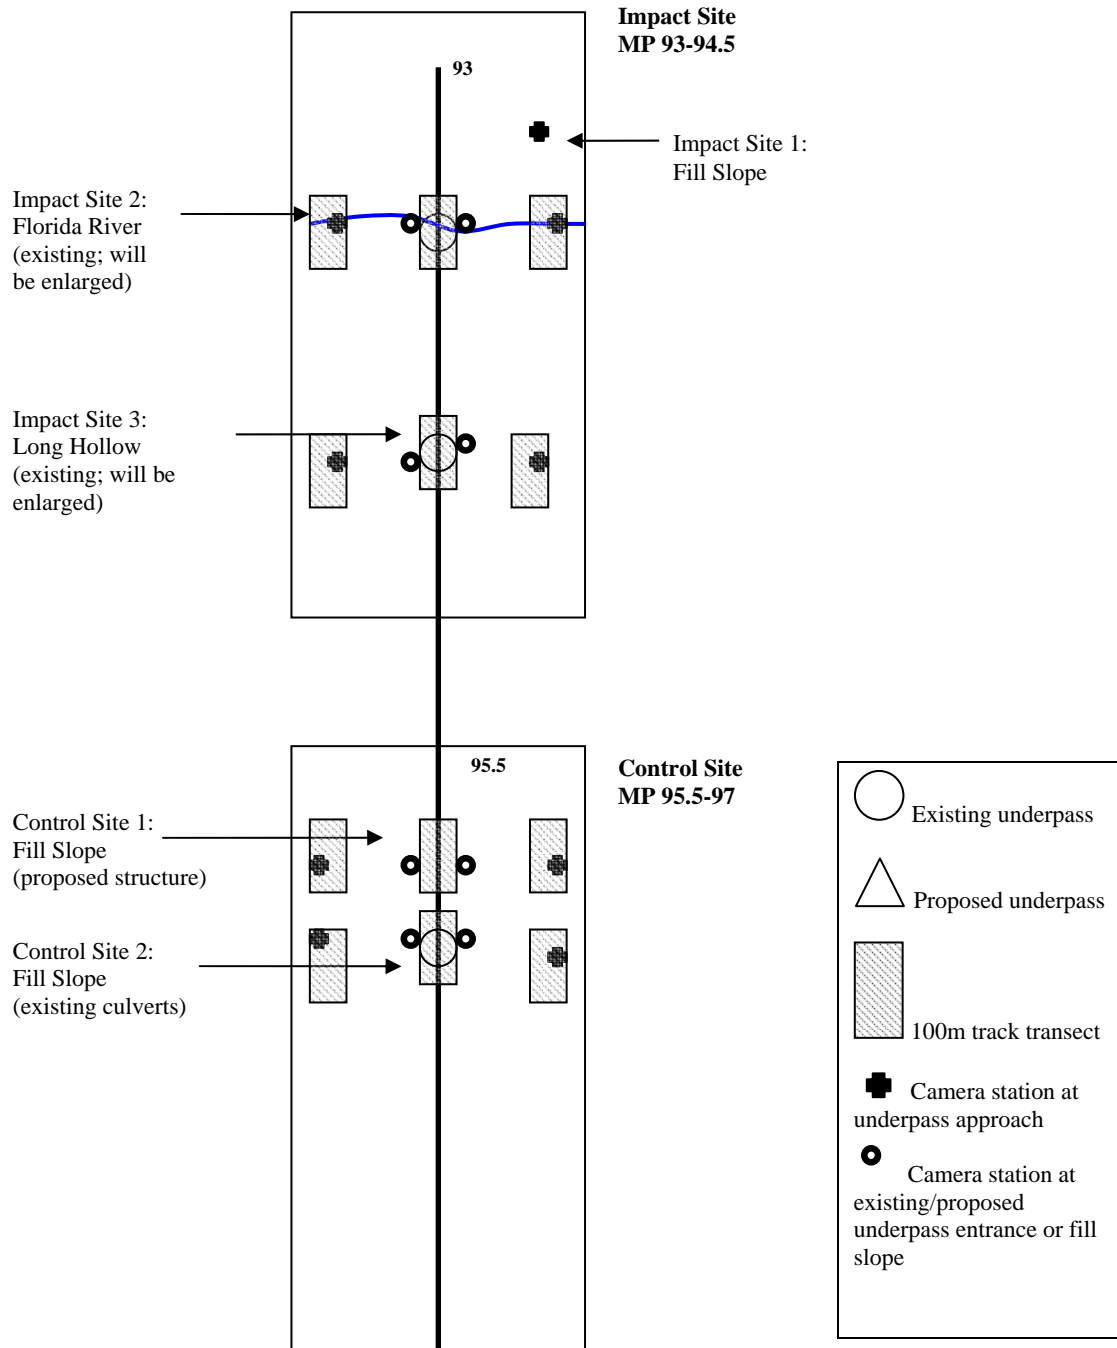 Impact Site
MP 93-94.5
93
Impact Site 1:
Fill Slope
Impact Site 2:
Florida River
(existing; will
be enlarged)
Impact Site 3:
Long Hollow
(existing; will be
enlarged)
95.5
Control Site
MP 95.5-97
Control Site 1:
Fill Slope
(proposed structure)
Control Site 2:
Fill Slope
(existing culverts)
Existing underpass
Proposed underpass
100m track transect
Camera station at
underpass approach
Camera station at
existing/proposed
underpass entrance or fill
slope